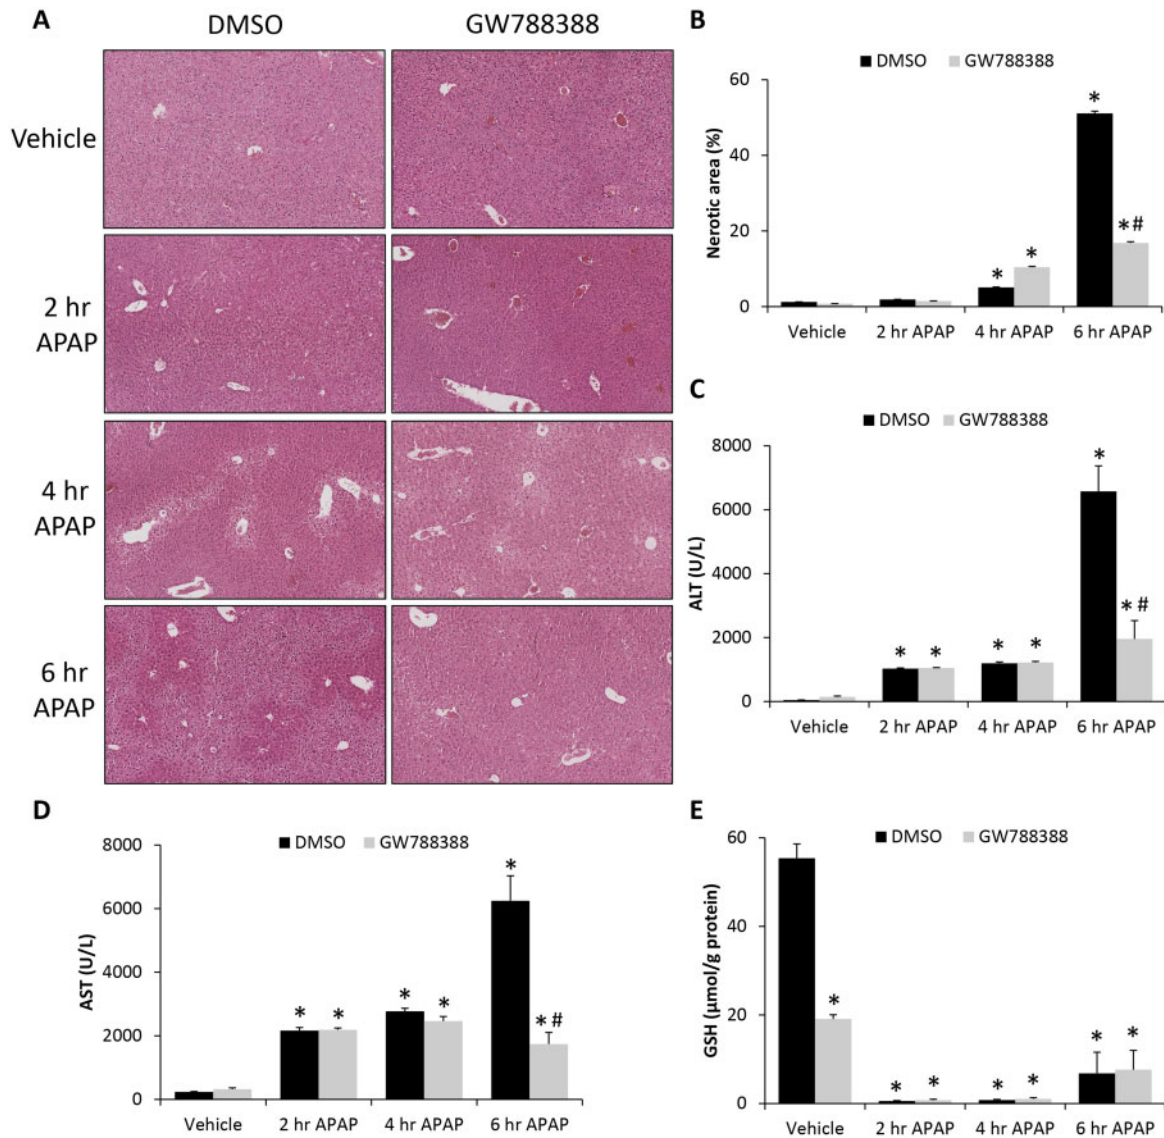 A
DMSO
GW788388
Vehicle
2 hr
APAP
4 hr
APAP
6 hr
APAP
B
DMSO GW788388
60
40
20
0
Nerotic area (%)
*
*
*
*#
Vehicle 2 hr APAP 4 hr APAP 6 hr APAP
C
DMSO GW788388
8000
6000
4000
2000
0
ALT (U/L)
* *
* *
*
*#
Vehicle 2 hr APAP 4 hr APAP 6 hr APAP
D
DMSO GW788388
8000
6000
4000
2000
0
AST (U/L)
* *
* *
*
*#
Vehicle 2 hr APAP 4 hr APAP 6 hr APAP
E
DMSO GW788388
60
40
20
0
GSH (µmol/g protein)
*
* *
* *
* *
Vehicle 2 hr APAP 4 hr APAP 6 hr APAP